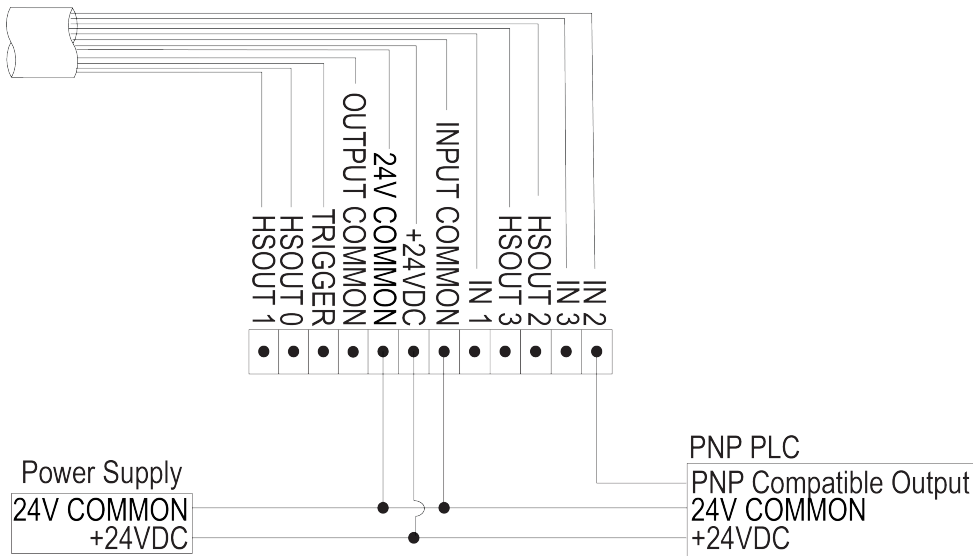 HSOUT 1
HSOUT 0
TRIGGER
OUTPUT COMMON
24V COMMON
+24VDC
INPUT COMMON
IN 1
HSOUT 3
HSOUT 2
IN 3
IN 2
Power Supply
24V COMMON
+24VDC
PNP PLC
PNP Compatible Output
24V COMMON
+24VDC